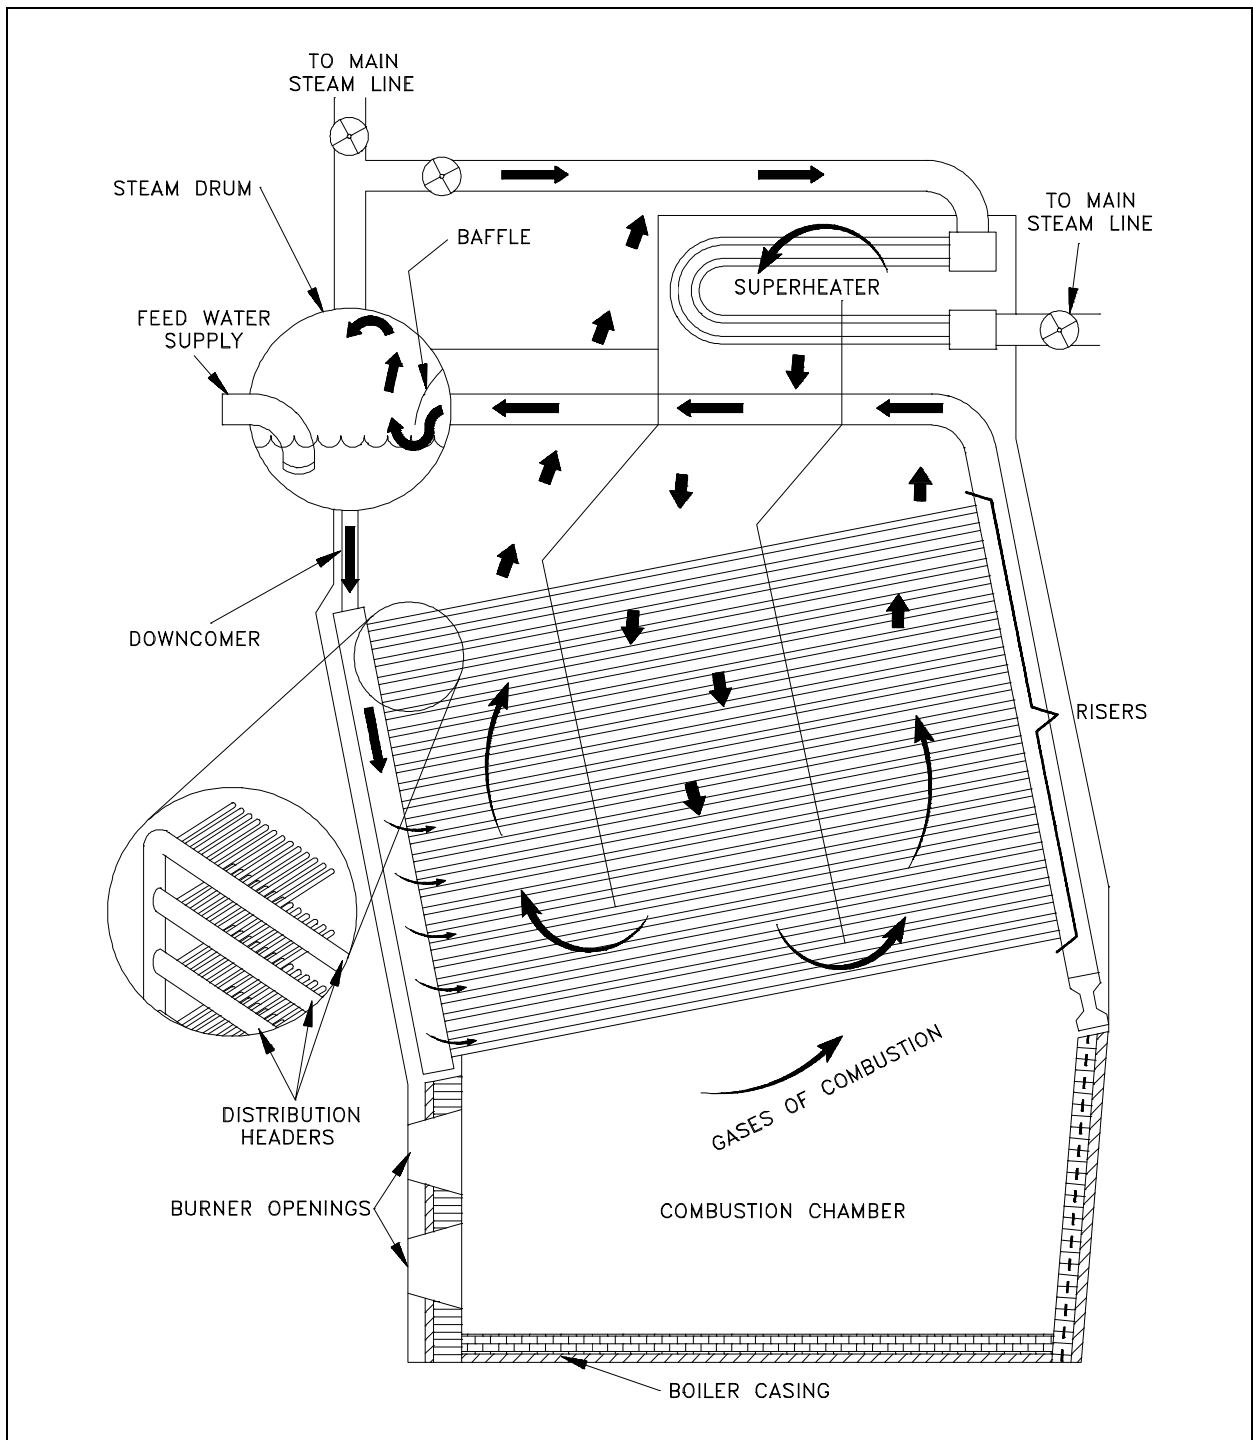 TO MAIN
STEAM LINE
STEAM DRUM
BAFFLE
TO MAIN
STEAM LINE
SUPERHEATER
FEED WATER
SUPPLY
DOWNCOMER
RISERS
GASES OF COMBUSTION
DISTRIBUTION
HEADERS
BURNER OPENINGS
COMBUSTION CHAMBER
BOILER CASING